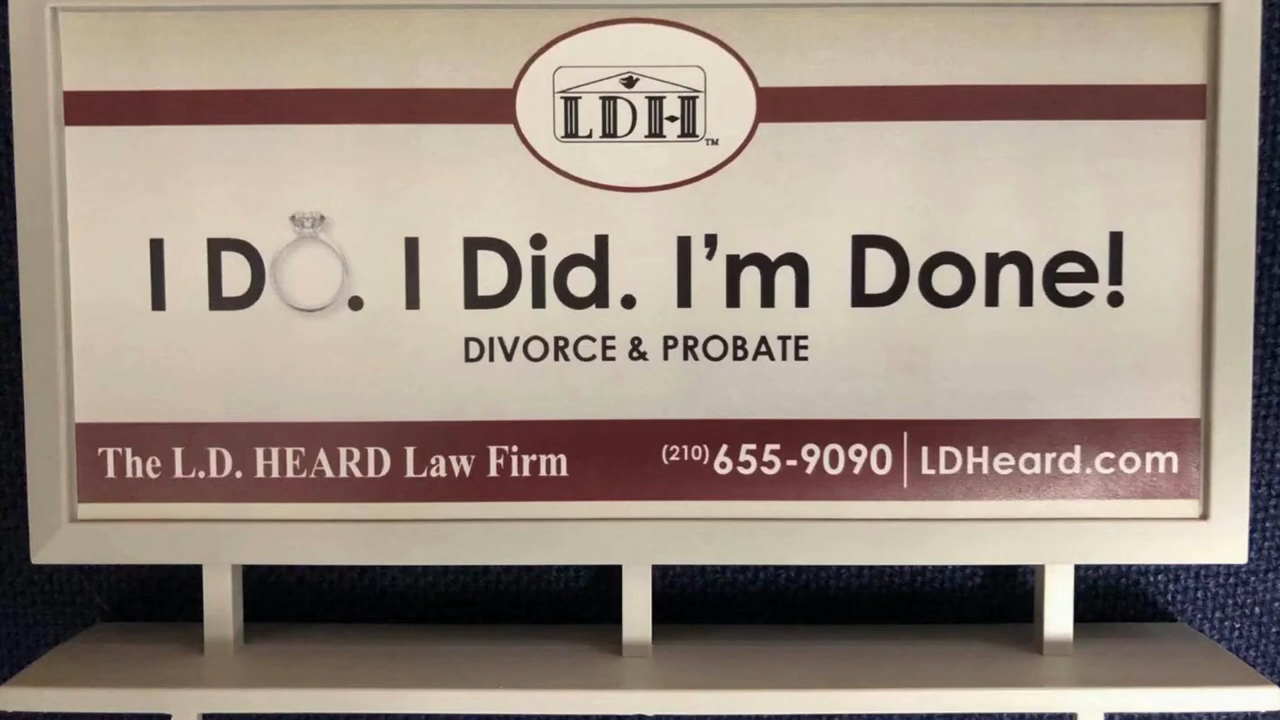 LDH
TM
I DO. I Did. I'm Done!
DIVORCE & PROBATE
The L.D. HEARD Law Firm (210) 655-9090 | LDHeard.com